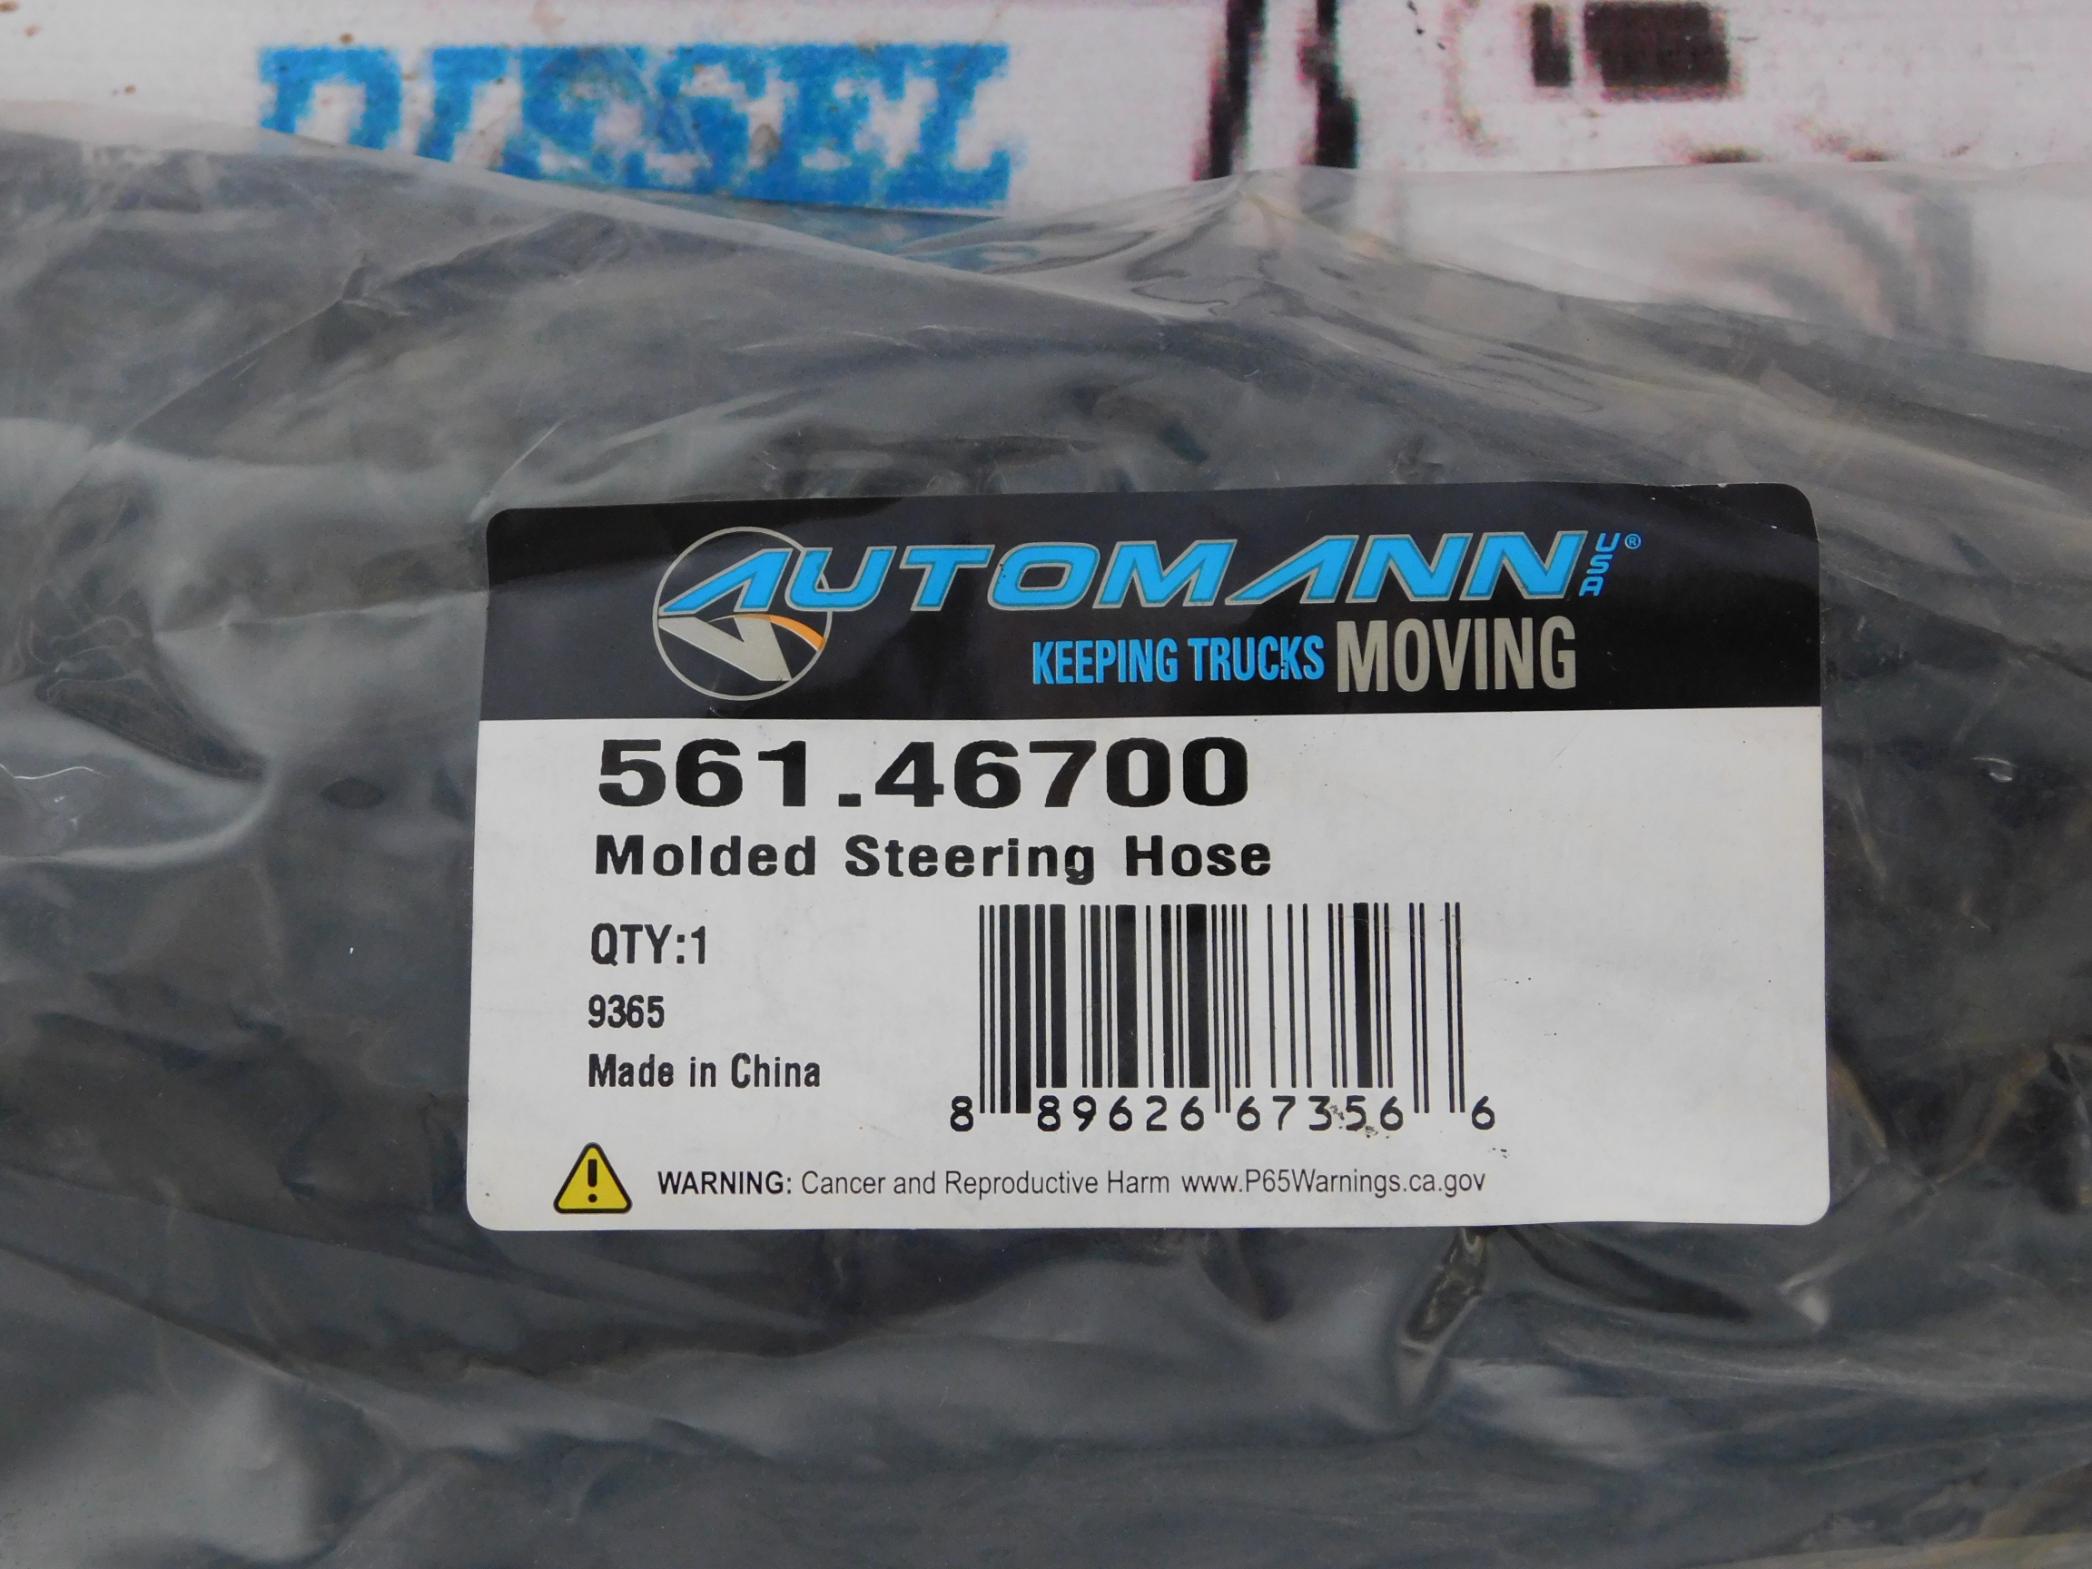 DIESEL
AUTOMANN USA®
KEEPING TRUCKS MOVING
561.46700
Molded Steering Hose
QTY:1
9365
Made in China
8 89626 67356 6
WARNING: Cancer and Reproductive Harm www.P65Warnings.ca.gov